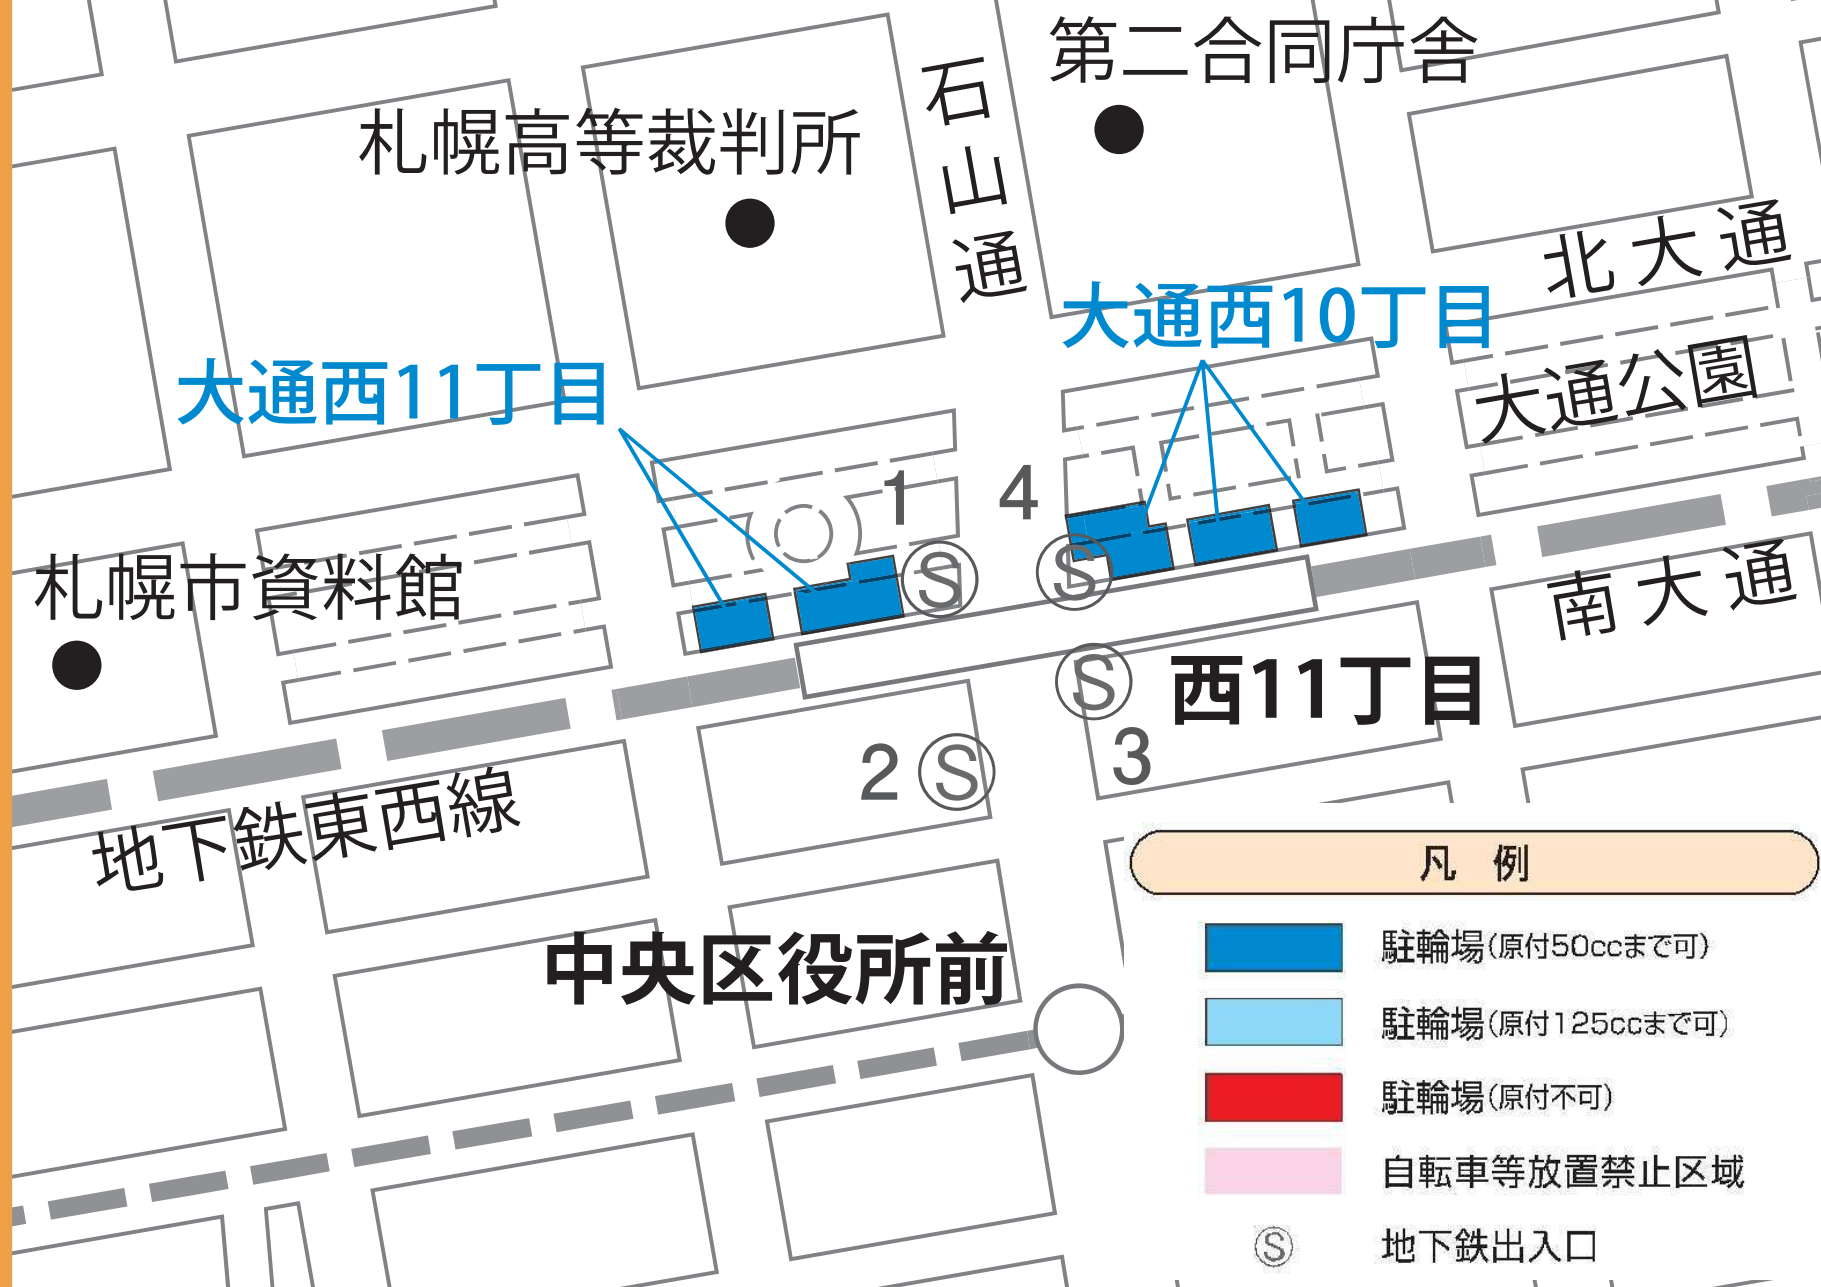 第二合同庁舎
石山通
札幌高等裁判所
北大通
大通西10丁目
大通公園
大通西11丁目
1
4
札幌市資料館
S
S
南大通
S
西11丁目
2
S
3
地下鉄東西線
中央区役所前
凡 例
駐輪場(原付50ccまで可)
駐輪場(原付125ccまで可)
駐輪場(原付不可)
自転車等放置禁止区域
S 地下鉄出入口